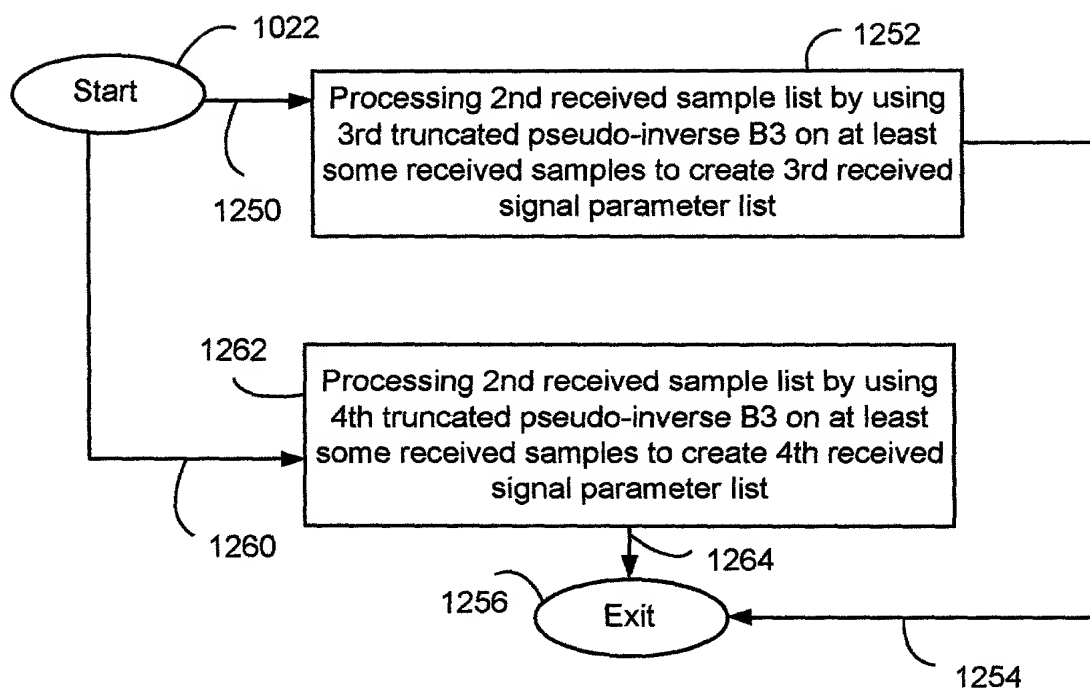 1022
1252
Start
Processing 2nd received sample list by using
3rd truncated pseudo-inverse B3 on at least
some received samples to create 3rd received
signal parameter list
1250
1262
Processing 2nd received sample list by using
4th truncated pseudo-inverse B3 on at least
some received samples to create 4th received
signal parameter list
1260
1264
1256
Exit
1254